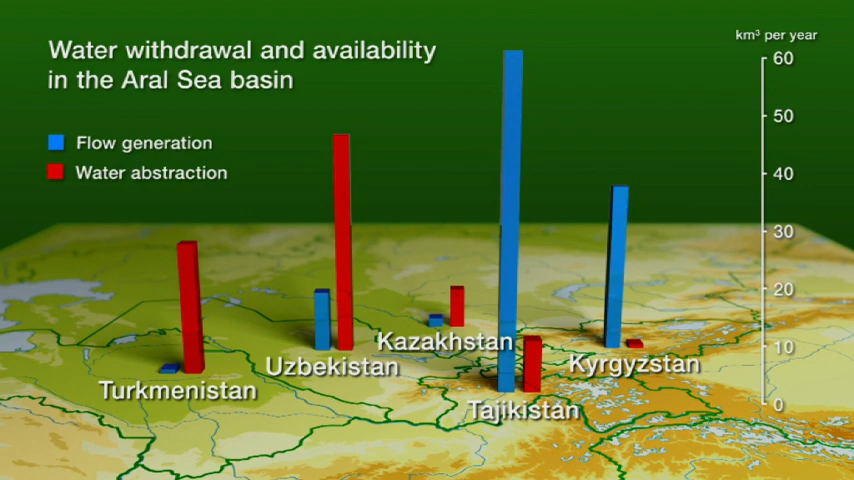 Water withdrawal and availability
in the Aral Sea basin
Flow generation
Water abstraction
km³ per year
60
50
40
30
20
10
0
Kazakhstan
Uzbekistan
Kyrgyzstan
Turkmenistan
Tajikistan